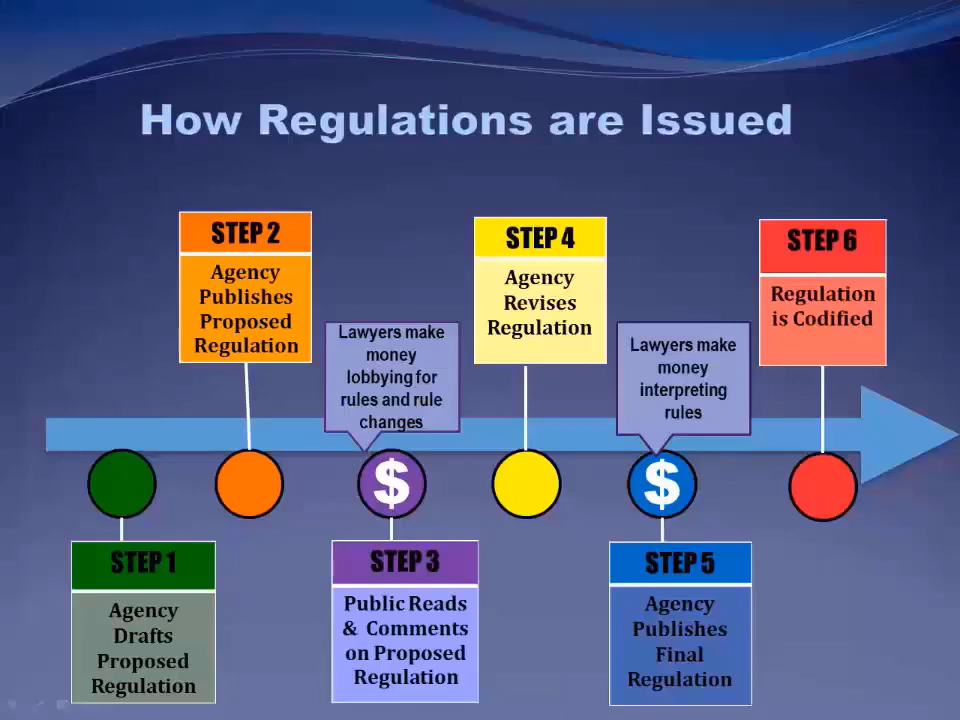 How Regulations are Issued
STEP 1
Agency
Drafts
Proposed
Regulation
STEP 2
Agency
Publishes
Proposed
Regulation
Lawyers make
money
lobbying for
rules and rule
changes
$
STEP 3
Public Reads
& Comments
on Proposed
Regulation
STEP 4
Agency
Revises
Regulation
Lawyers make
money
interpreting
rules
$
STEP 5
Agency
Publishes
Final
Regulation
STEP 6
Regulation
is Codified